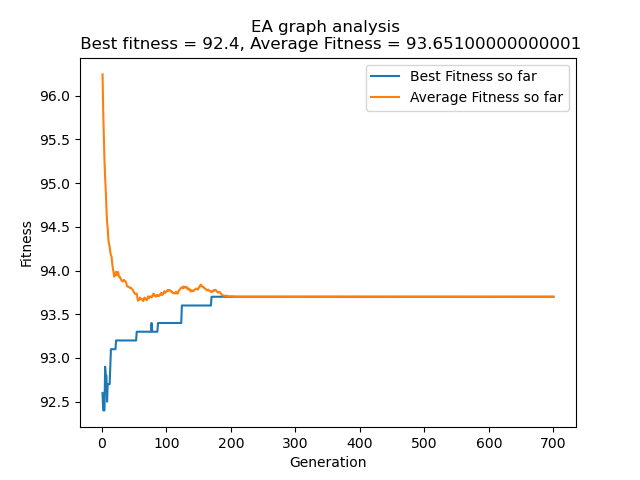 EA graph analysis
Best fitness = 92.4, Average Fitness = 93.65100000000001
Best Fitness so far
Average Fitness so far
96.0
95.5
95.0
94.5
94.0
93.5
93.0
92.5
Fitness
0 100 200 300 400 500 600 700
Generation